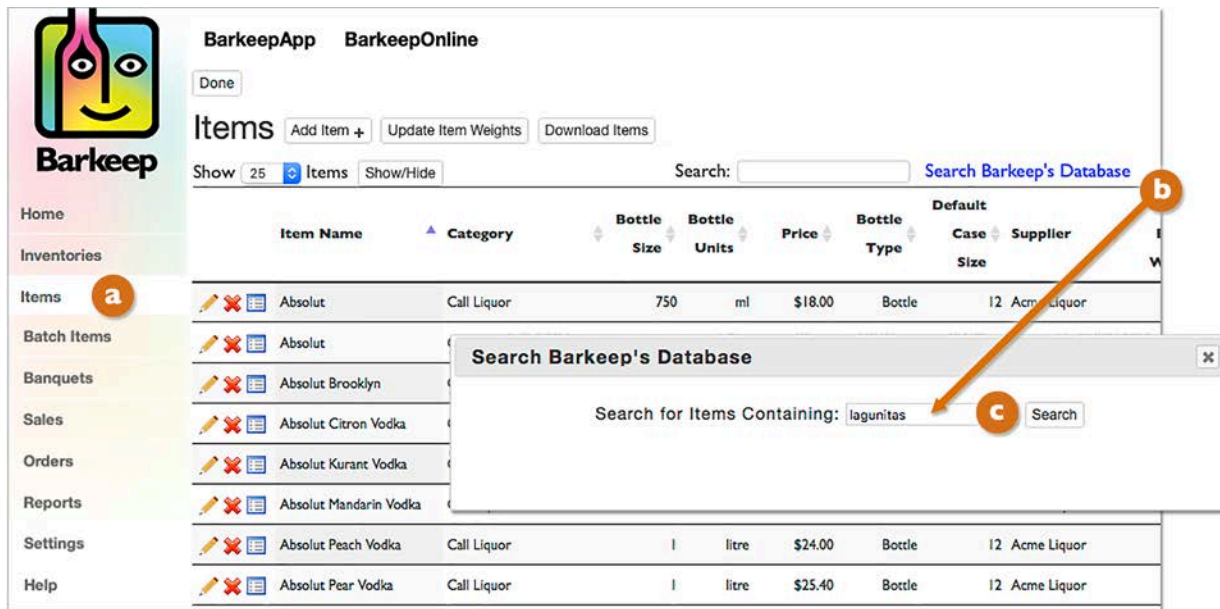 BarkeepApp BarkeepOnline
Done
Items Add Item + Update Item Weights Download Items
Barkeep
Show 25 Items Show/Hide Search: Search Barkeep's Database
b
Home
Inventories
Items a
Batch Items
Banquets
Sales
Orders
Reports
Settings
Help
Item Name Category Bottle Size Bottle Units Price Bottle Type Default Case Size Supplier
Absolut Call Liquor 750 ml $18.00 Bottle 12 Acme Liquor
Absolut
Absolut Brooklyn
Absolut Citron Vodka
Absolut Kurant Vodka
Absolut Mandarin Vodka
Absolut Peach Vodka Call Liquor 1 litre $24.00 Bottle 12 Acme Liquor
Absolut Pear Vodka Call Liquor 1 litre $25.40 Bottle 12 Acme Liquor
Search Barkeep's Database
Search for Items Containing: lagunitas c Search